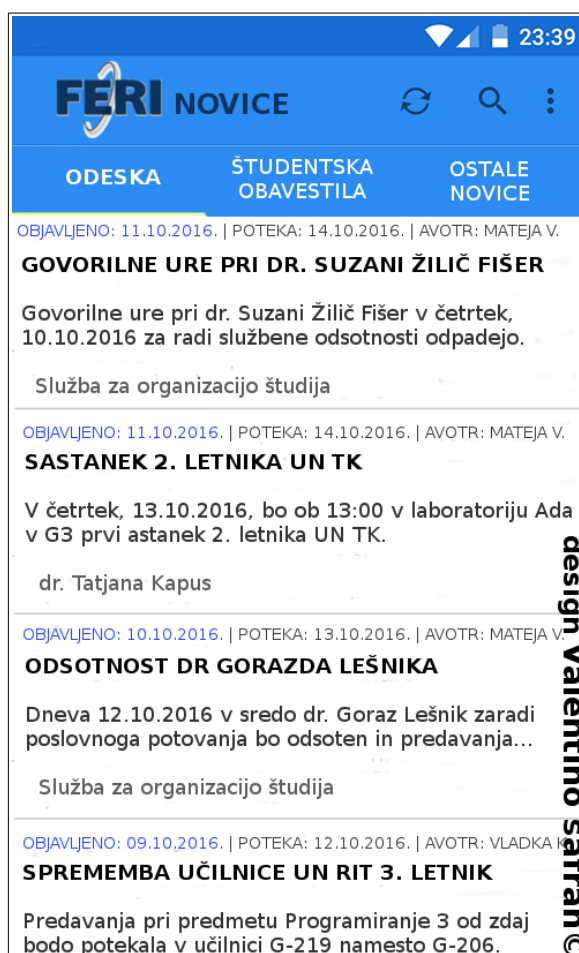 23:39
FERI NOVICE
ODESKA
ŠTUDENTSKA
OBAVESTILA
OSTALE
NOVICE
OBJAVLJENO: 11.10.2016. | POTEKA: 14.10.2016. | AVOTR: MATEJA V.
GOVORILNE URE PRI DR. SUZANI ŽILIČ FIŠER
Govorilne ure pri dr. Suzani Žilič Fišer v četrtek,
10.10.2016 za radi službene odsotnosti odpadejo.
Služba za organizacijo študija
OBJAVLJENO: 11.10.2016. | POTEKA: 14.10.2016. | AVOTR: MATEJA V.
SASTANEK 2. LETNIKA UN TK
V četrtek, 13.10.2016, bo ob 13:00 v laboratoriju Ada
v G3 prvi astanek 2. letnika UN TK.
dr. Tatjana Kapus
OBJAVLJENO: 10.10.2016. | POTEKA: 13.10.2016. | AVOTR: MATEJA V.
ODSOTNOST DR GORAZDA LEŠNIKA
Dneva 12.10.2016 v sredo dr. Goraz Lešnik zaradi
poslovnoga potovanja bo odsoten in predavanja...
Služba za organizacijo študija
OBJAVLJENO: 09.10.2016. | POTEKA: 12.10.2016. | AVOTR: VLADKA K
SPREMEMBA UČILNICE UN RIT 3. LETNIK
Predavanja pri predmetu Programiranje 3 od zdaj
bodo potekala v učilnici G-219 namesto G-206.
design valentino safran ©